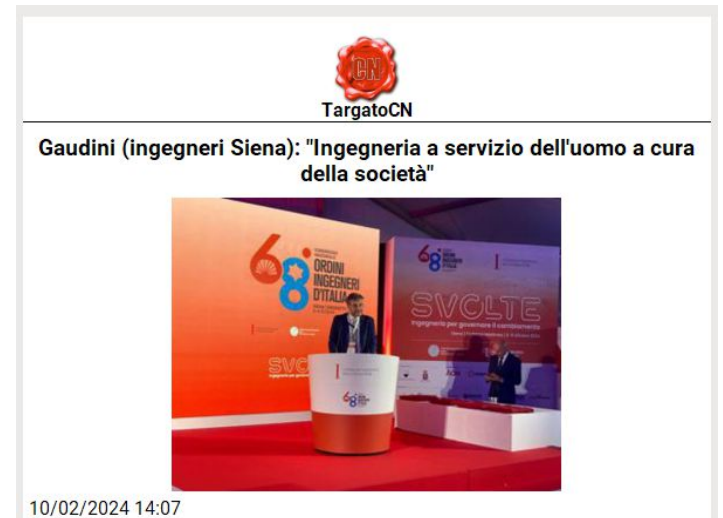 CN
TargatoCN
Gaudini (ingegneri Siena): "Ingegneria a servizio dell'uomo a cura
della società"
68°
ORDINI
INGEGNERI
D'ITALIA
SVOLTE
Ingegneria per governare il cambiamento
SVO
68
10/02/2024 14:07